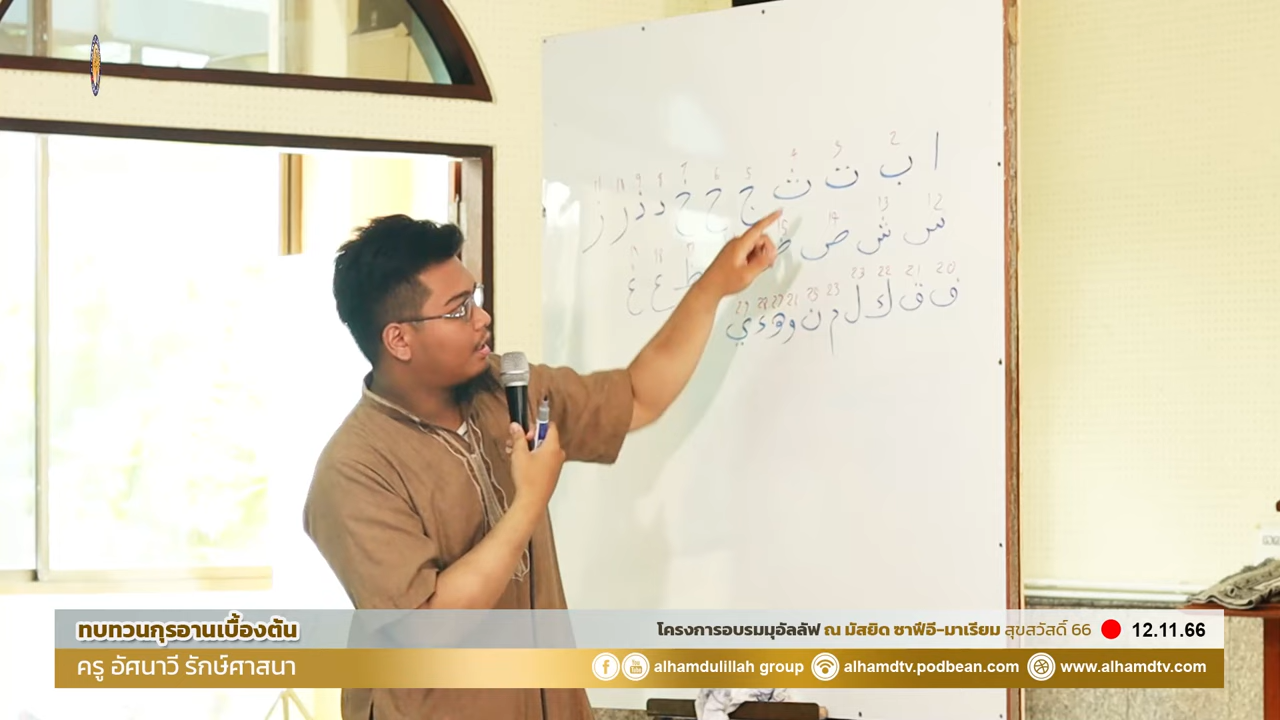 ا ب ت ث ج ح خ د ذ ر ز
س ش ص ض ظ ع غ
ف ق ك ل م ن و ه ء ي
ทบทวนกุรอานเบื้องต้น
ครู อัศนาวี รักษ์ศาสนา
โครงการอบรมมุอัลลัฟ ณ มัสยิด ซาฟีอี-มาเรียม สุขสวัสดิ์ 66 12.11.66
alhamdulillah group alhamdtv.podbean.com www.alhamdtv.com